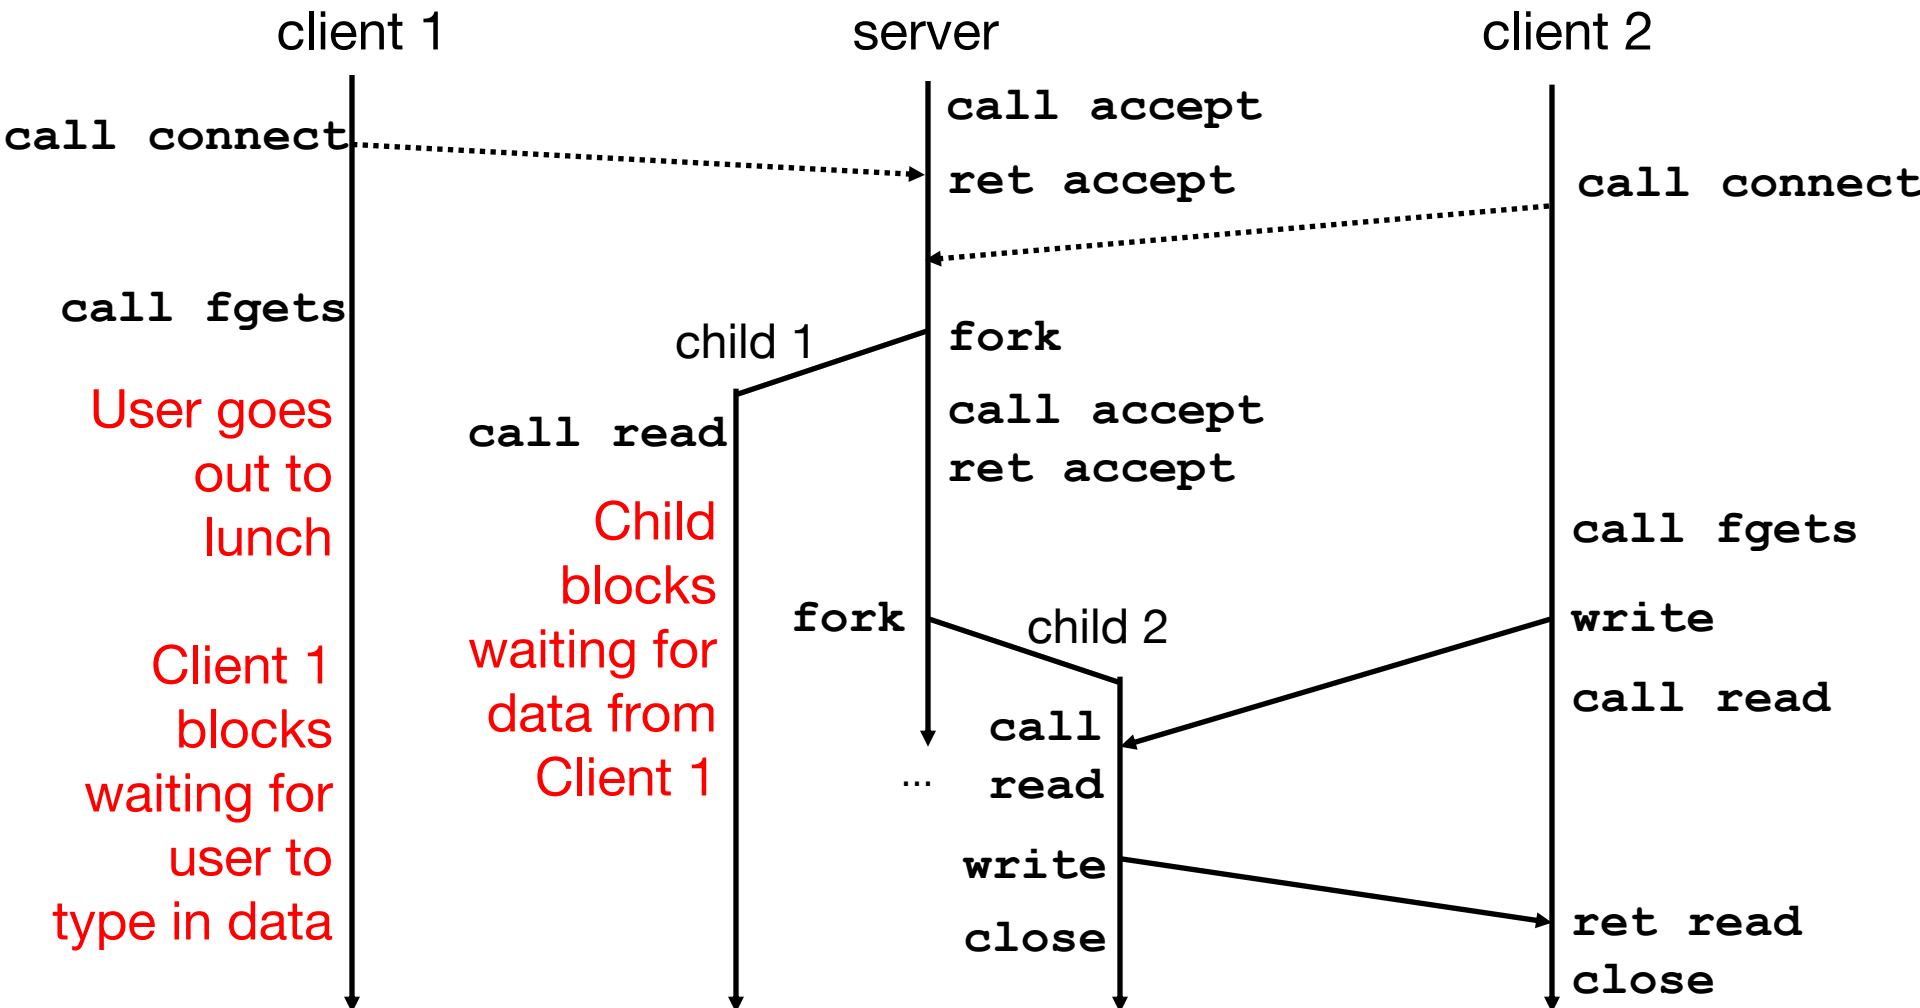 client 1
server
client 2
call connect
call accept
ret accept
call connect
call fgets
child 1
fork
User goes
out to
lunch
call read
call accept
ret accept
Child
blocks
waiting for
data from
Client 1
call fgets
fork
child 2
write
Client 1
blocks
waiting for
user to
type in data
call
read
...
call read
write
close
ret read
close